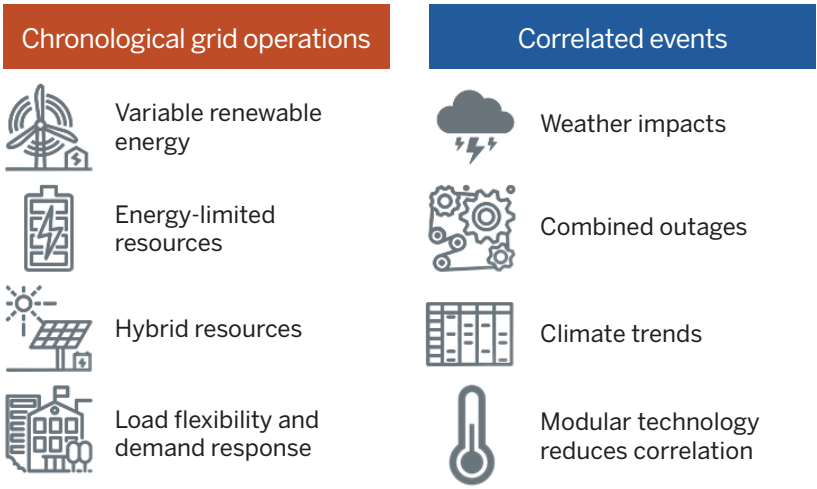 Chronological grid operations
Variable renewable
energy
Energy-limited
resources
Hybrid resources
Load flexibility and
demand response
Correlated events
Weather impacts
Combined outages
Climate trends
Modular technology
reduces correlation